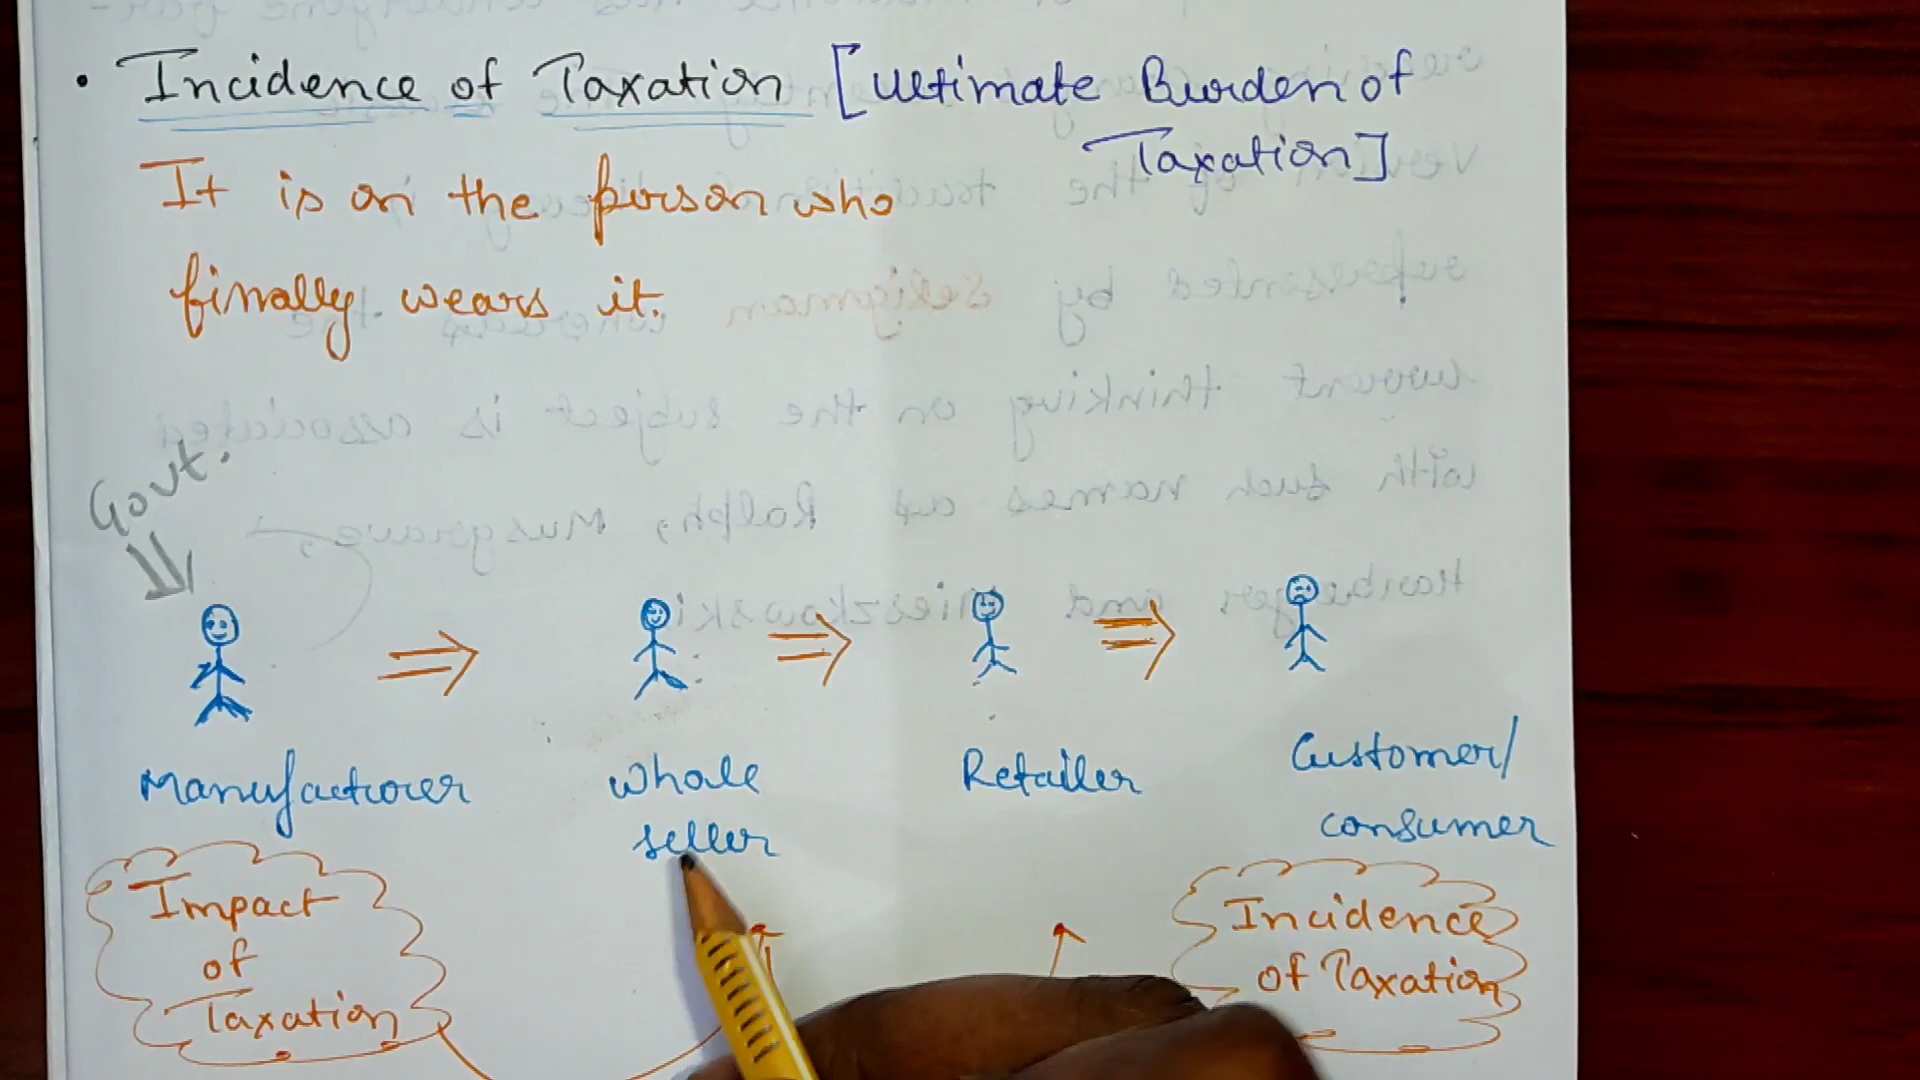 • Incidence of Taxation [Ultimate Burden of
Taxation]
It is on the person who
finally wears it.
Govt.
Manufacturer
Whole
seller
Retailer
Customer/
consumer
Impact
of
Taxation
Incidence
of Taxation